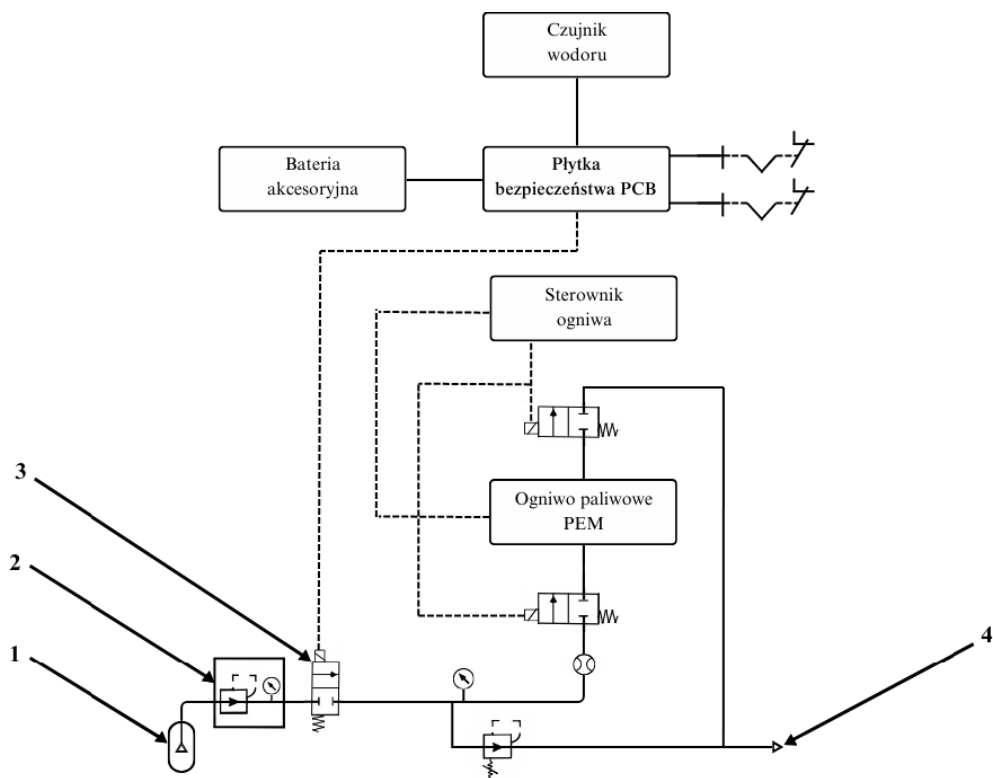 Czujnik
wodoru
Bateria
akcesoryjna
Płytka
bezpieczeństwa PCB
Sterownik
ogniwa
3
Ogniwo paliwowe
PEM
2
1
4